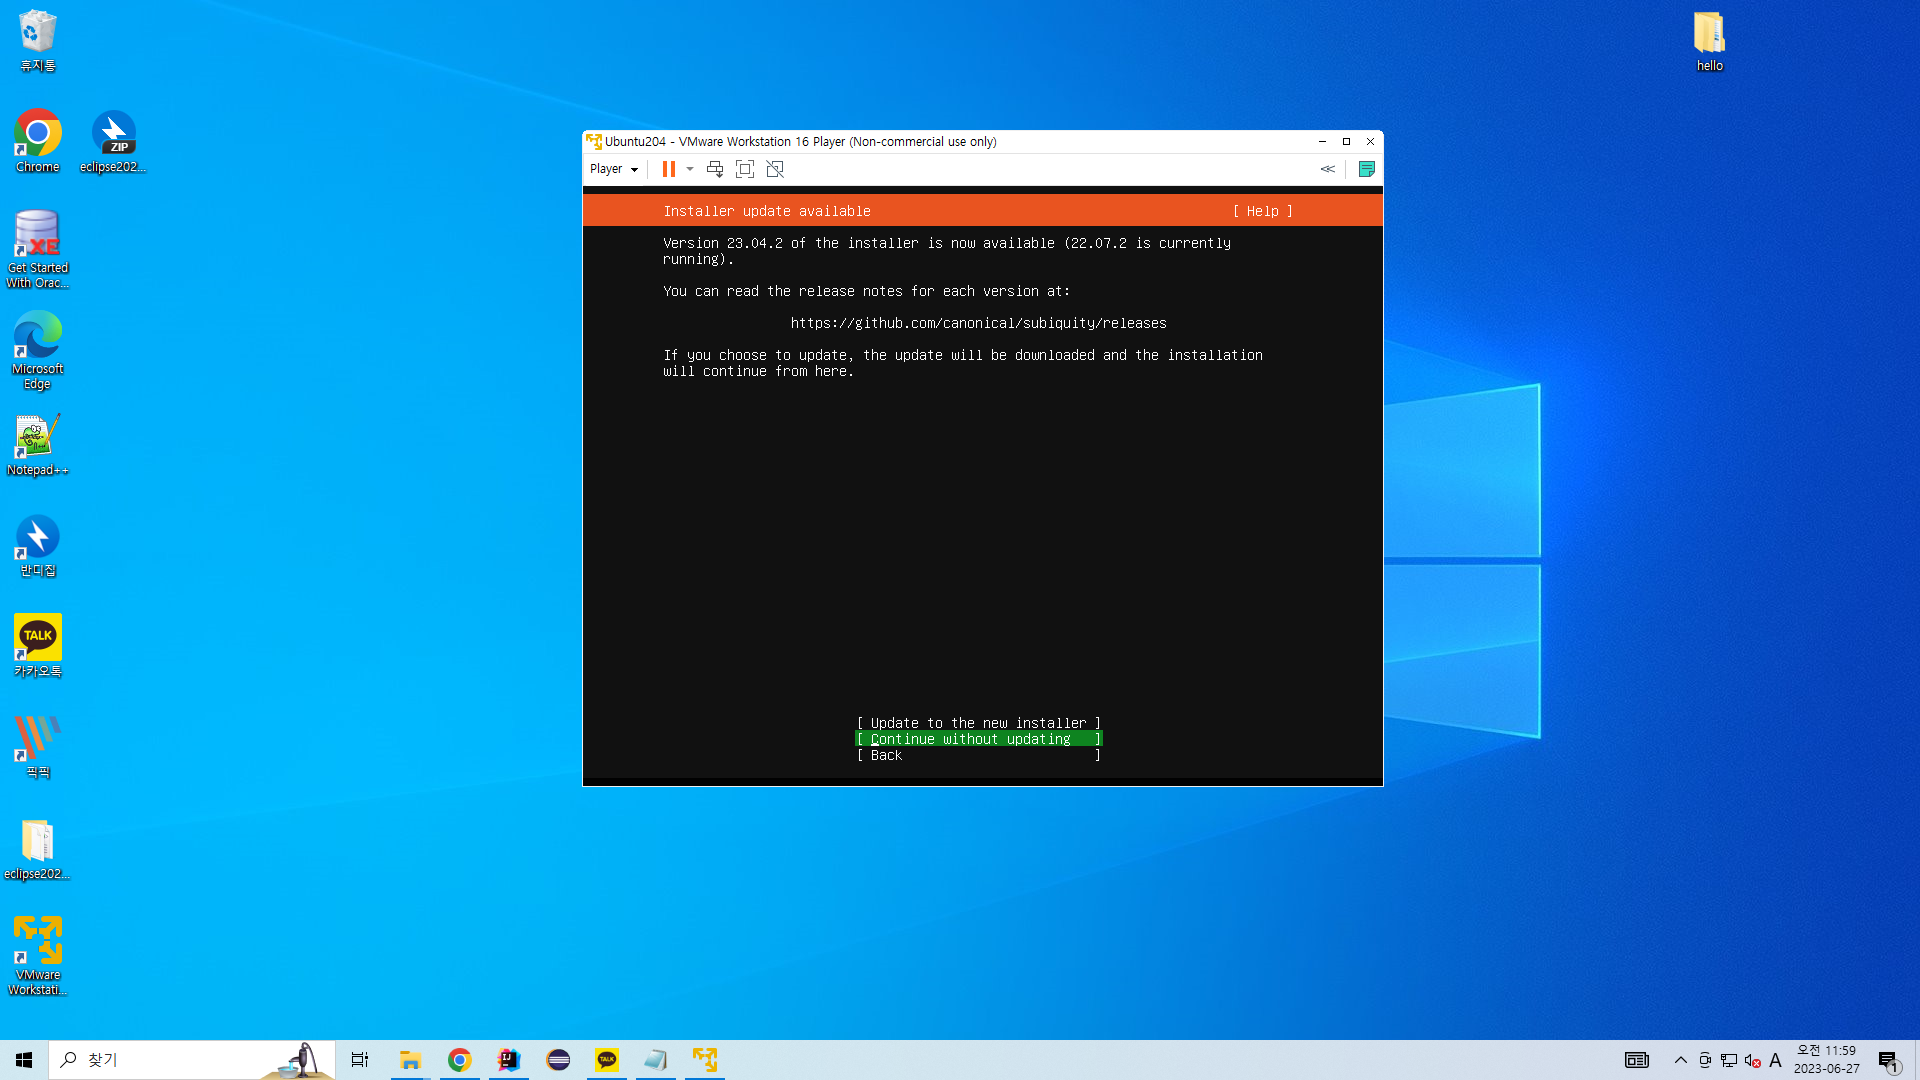 휴지통
hello
Chrome
ZIP
eclipse202...
XE
Get Started
With Orac...
Microsoft
Edge
Notepad++
반디집
TALK
카카오톡
픽픽
eclipse202...
VMware
Workstati...
Ubuntu204 - VMware Workstation 16 Player (Non-commercial use only)
Player
Installer update available [ Help ]
Version 23.04.2 of the installer is now available (22.07.2 is currently
running).
You can read the release notes for each version at:
https://github.com/canonical/subiquity/releases
If you choose to update, the update will be downloaded and the installation
will continue from here.
[ Update to the new installer ]
[ Continue without updating ]
[ Back ]
찾기
IJ
TALK
A
오전 11:59
2023-06-27
1